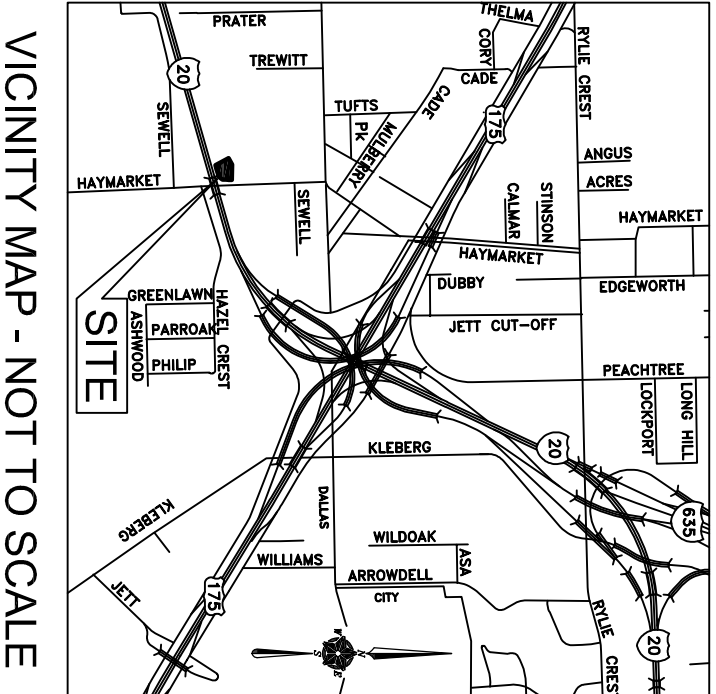 PRATER
THELMA
CORY
RYLIE CREST
TREWITT
CADE
20
TUFTS
CADE
175
SEWELL
PK
MULBERRY
ANGUS
ACRES
HAYMARKET
SEWELL
CALMAR
STINSON
HAYMARKET
HAYMARKET
DUBBY
EDGEWORTH
GREENLAWN
HAZEL CREST
ASHWOOD
PARROAK
PHILIP
SITE
JETT CUT-OFF
PEACHTREE
LOCKPORT
LONG HILL
KLEBERG
20
635
KLEBERG
DALLAS
WILDOAK
ASA
WILLIAMS
ARROWDELL
CITY
JETT
175
RYLIE CREST
20
W
N
S
E
VICINITY MAP - NOT TO SCALE